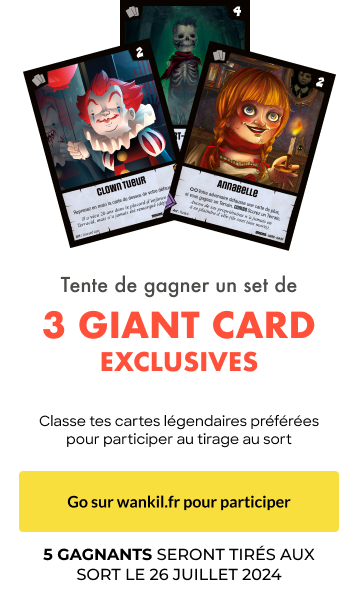 4
2
2
CLOWN TUEUR
ANNABELLE
Tente de gagner un set de
3 GIANT CARD
EXCLUSIVES
Classe tes cartes légendaires préférées
pour participer au tirage au sort
Go sur wankil.fr pour participer
5 GAGNANTS SERONT TIRÉS AUX
SORT LE 26 JUILLET 2024